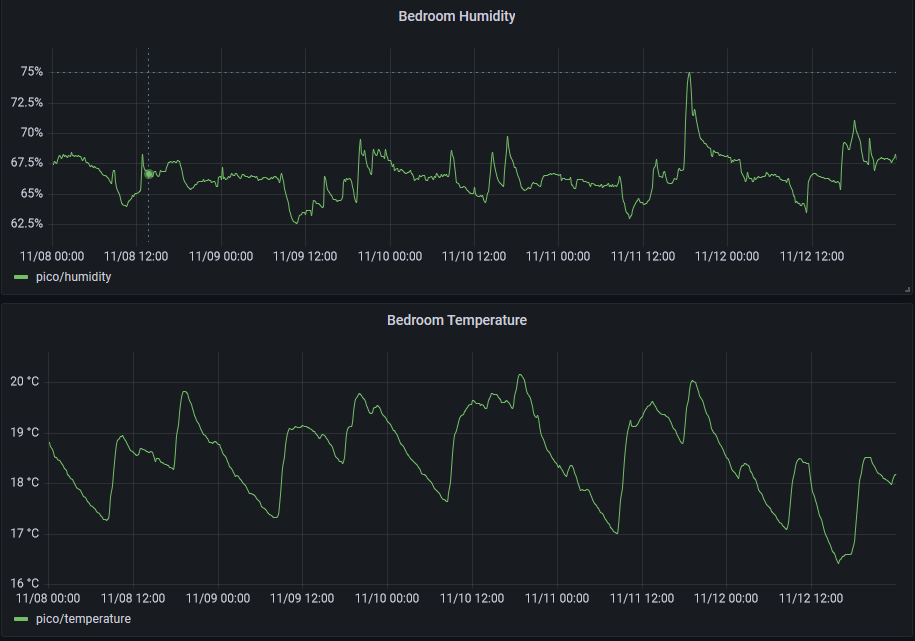 Bedroom Humidity
75%
72.5%
70%
67.5%
65%
62.5%
11/08 00:00 11/08 12:00 11/09 00:00 11/09 12:00 11/10 00:00 11/10 12:00 11/11 00:00 11/11 12:00 11/12 00:00 11/12 12:00
pico/humidity
Bedroom Temperature
20 °C
19 °C
18 °C
17 °C
16 °C
11/08 00:00 11/08 12:00 11/09 00:00 11/09 12:00 11/10 00:00 11/10 12:00 11/11 00:00 11/11 12:00 11/12 00:00 11/12 12:00
pico/temperature